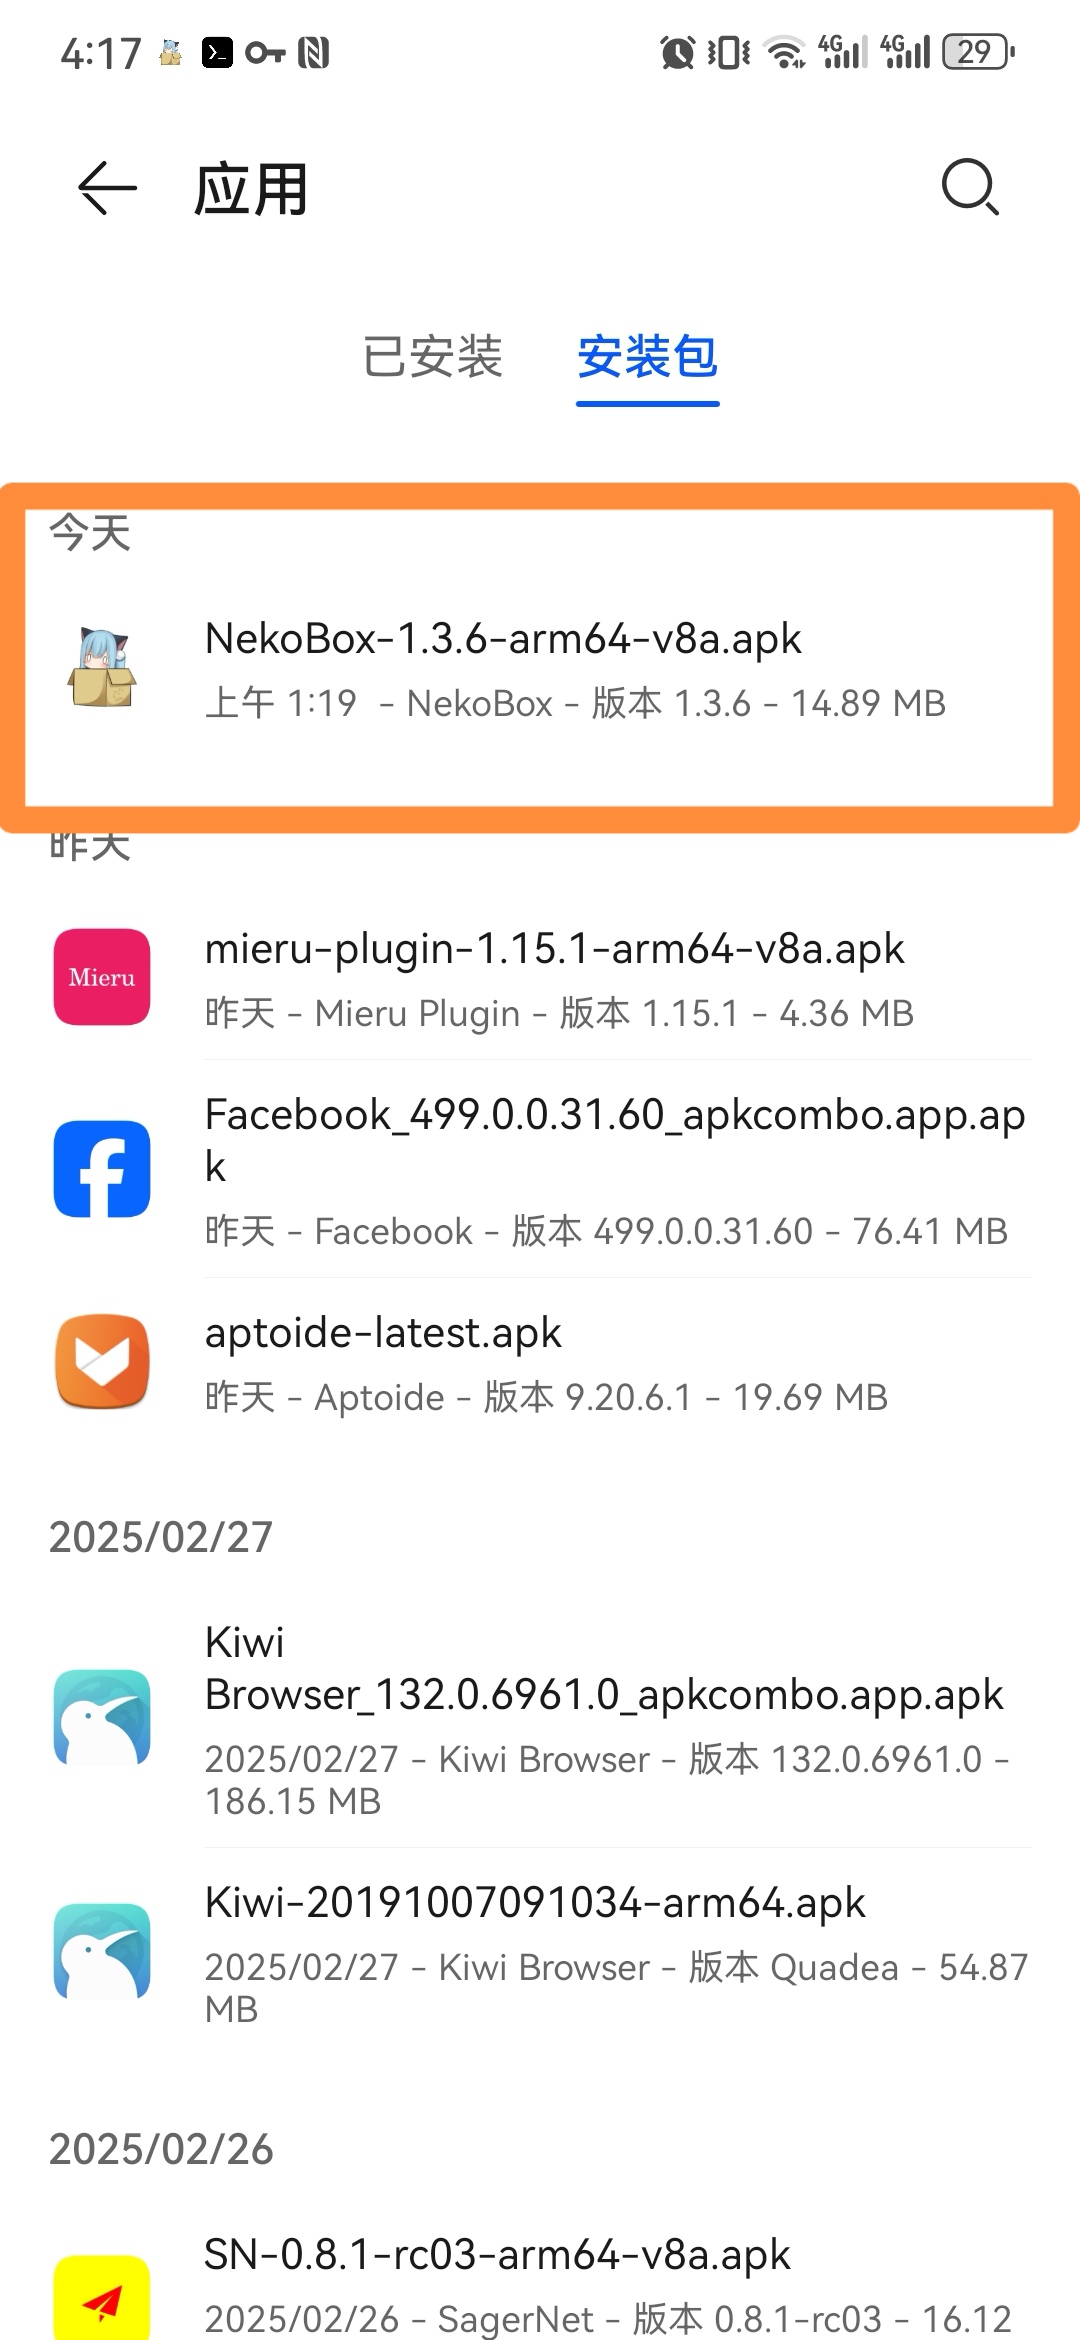 4:17
4G
4G
29
应用
已安装
安装包
今天
NekoBox-1.3.6-arm64-v8a.apk
上午 1:19 - NekoBox - 版本 1.3.6 - 14.89 MB
昨天
Mieru
mieru-plugin-1.15.1-arm64-v8a.apk
昨天 - Mieru Plugin - 版本 1.15.1 - 4.36 MB
Facebook_499.0.0.31.60_apkcombo.app.ap
k
昨天 - Facebook - 版本 499.0.0.31.60 - 76.41 MB
aptoide-latest.apk
昨天 - Aptoide - 版本 9.20.6.1 - 19.69 MB
2025/02/27
Kiwi
Browser_132.0.6961.0_apkcombo.app.apk
2025/02/27 - Kiwi Browser - 版本 132.0.6961.0 -
186.15 MB
Kiwi-20191007091034-arm64.apk
2025/02/27 - Kiwi Browser - 版本 Quadea - 54.87
MB
2025/02/26
SN-0.8.1-rc03-arm64-v8a.apk
2025/02/26 - SagerNet - 版本 0.8.1-rc03 - 16.12